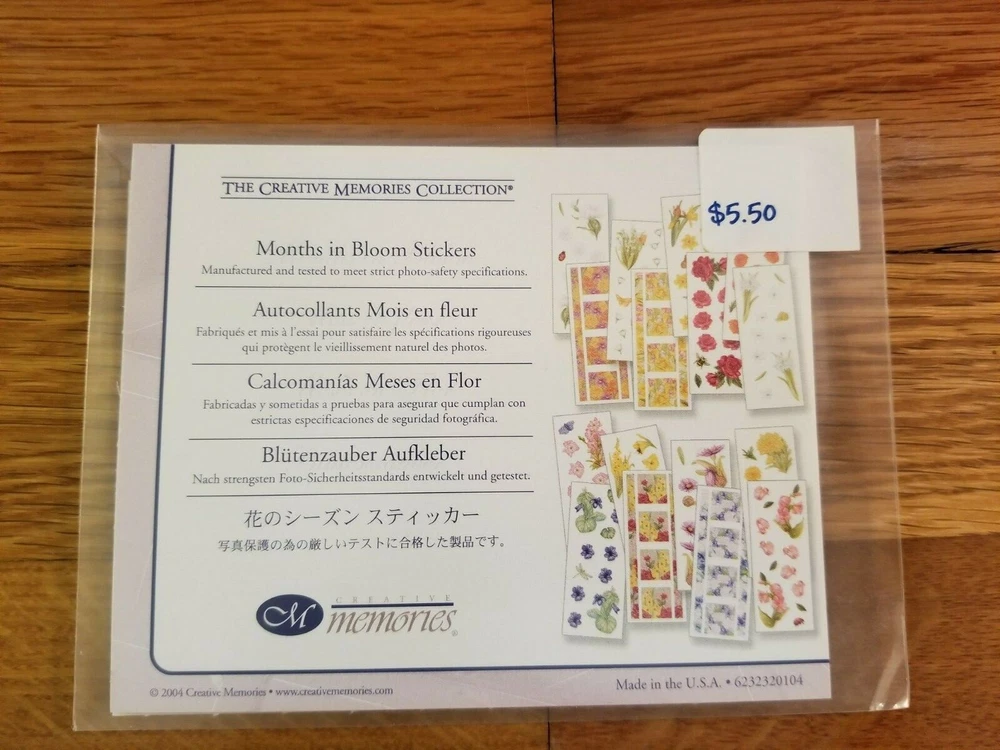 THE CREATIVE MEMORIES COLLECTION®
$5.50
Months in Bloom Stickers
Manufactured and tested to meet strict photo-safety specifications.
Autocollants Mois en fleur
Fabriqués et mis à l'essai pour satisfaire les spécifications rigoureuses
qui protègent le vieillissement naturel des photos.
Calcomanías Meses en Flor
Fabricadas y sometidas a pruebas para asegurar que cumplan con
estrictas especificaciones de seguridad fotográfica.
Blütenzauber Aufkleber
Nach strengsten Foto-Sicherheitsstandards entwickelt und getestet.
花のシーズン スティッカー
写真保護の為の厳しいテストに合格した製品です。
CM
CREATIVE
memories®
© 2004 Creative Memories • www.creativememories.com
Made in the U.S.A. • 6232320104